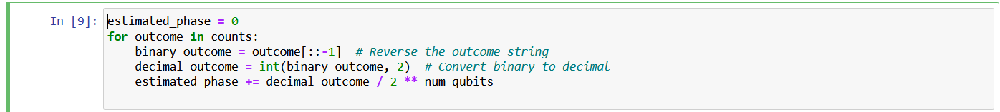 In [9]: estimated_phase = 0
for outcome in counts:
    binary_outcome = outcome[::-1]  # Reverse the outcome string
    decimal_outcome = int(binary_outcome, 2)  # Convert binary to decimal
    estimated_phase += decimal_outcome / 2 ** num_qubits